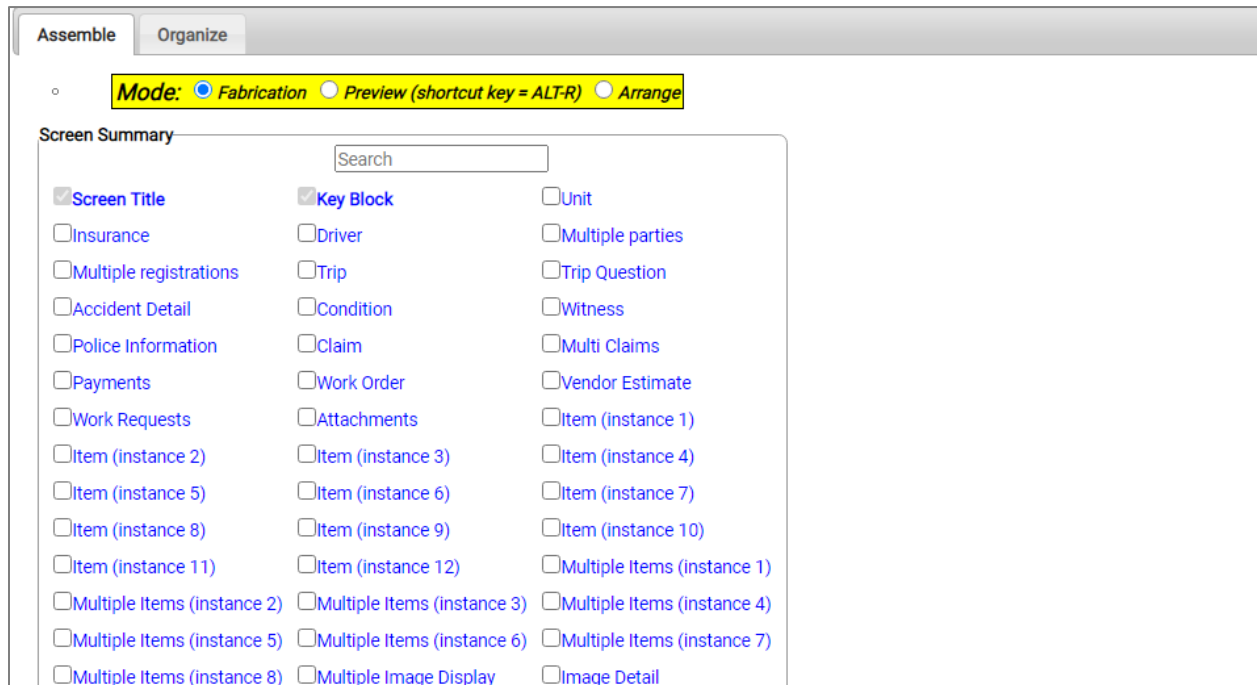 Assemble Organize
Mode: Fabrication Preview (shortcut key = ALT-R) Arrange
Screen Summary
Search
Screen Title Key Block Unit
Insurance Driver Multiple parties
Multiple registrations Trip Trip Question
Accident Detail Condition Witness
Police Information Claim Multi Claims
Payments Work Order Vendor Estimate
Work Requests Attachments Item (instance 1)
Item (instance 2) Item (instance 3) Item (instance 4)
Item (instance 5) Item (instance 6) Item (instance 7)
Item (instance 8) Item (instance 9) Item (instance 10)
Item (instance 11) Item (instance 12) Multiple Items (instance 1)
Multiple Items (instance 2) Multiple Items (instance 3) Multiple Items (instance 4)
Multiple Items (instance 5) Multiple Items (instance 6) Multiple Items (instance 7)
Multiple Items (instance 8) Multiple Image Display Image Detail